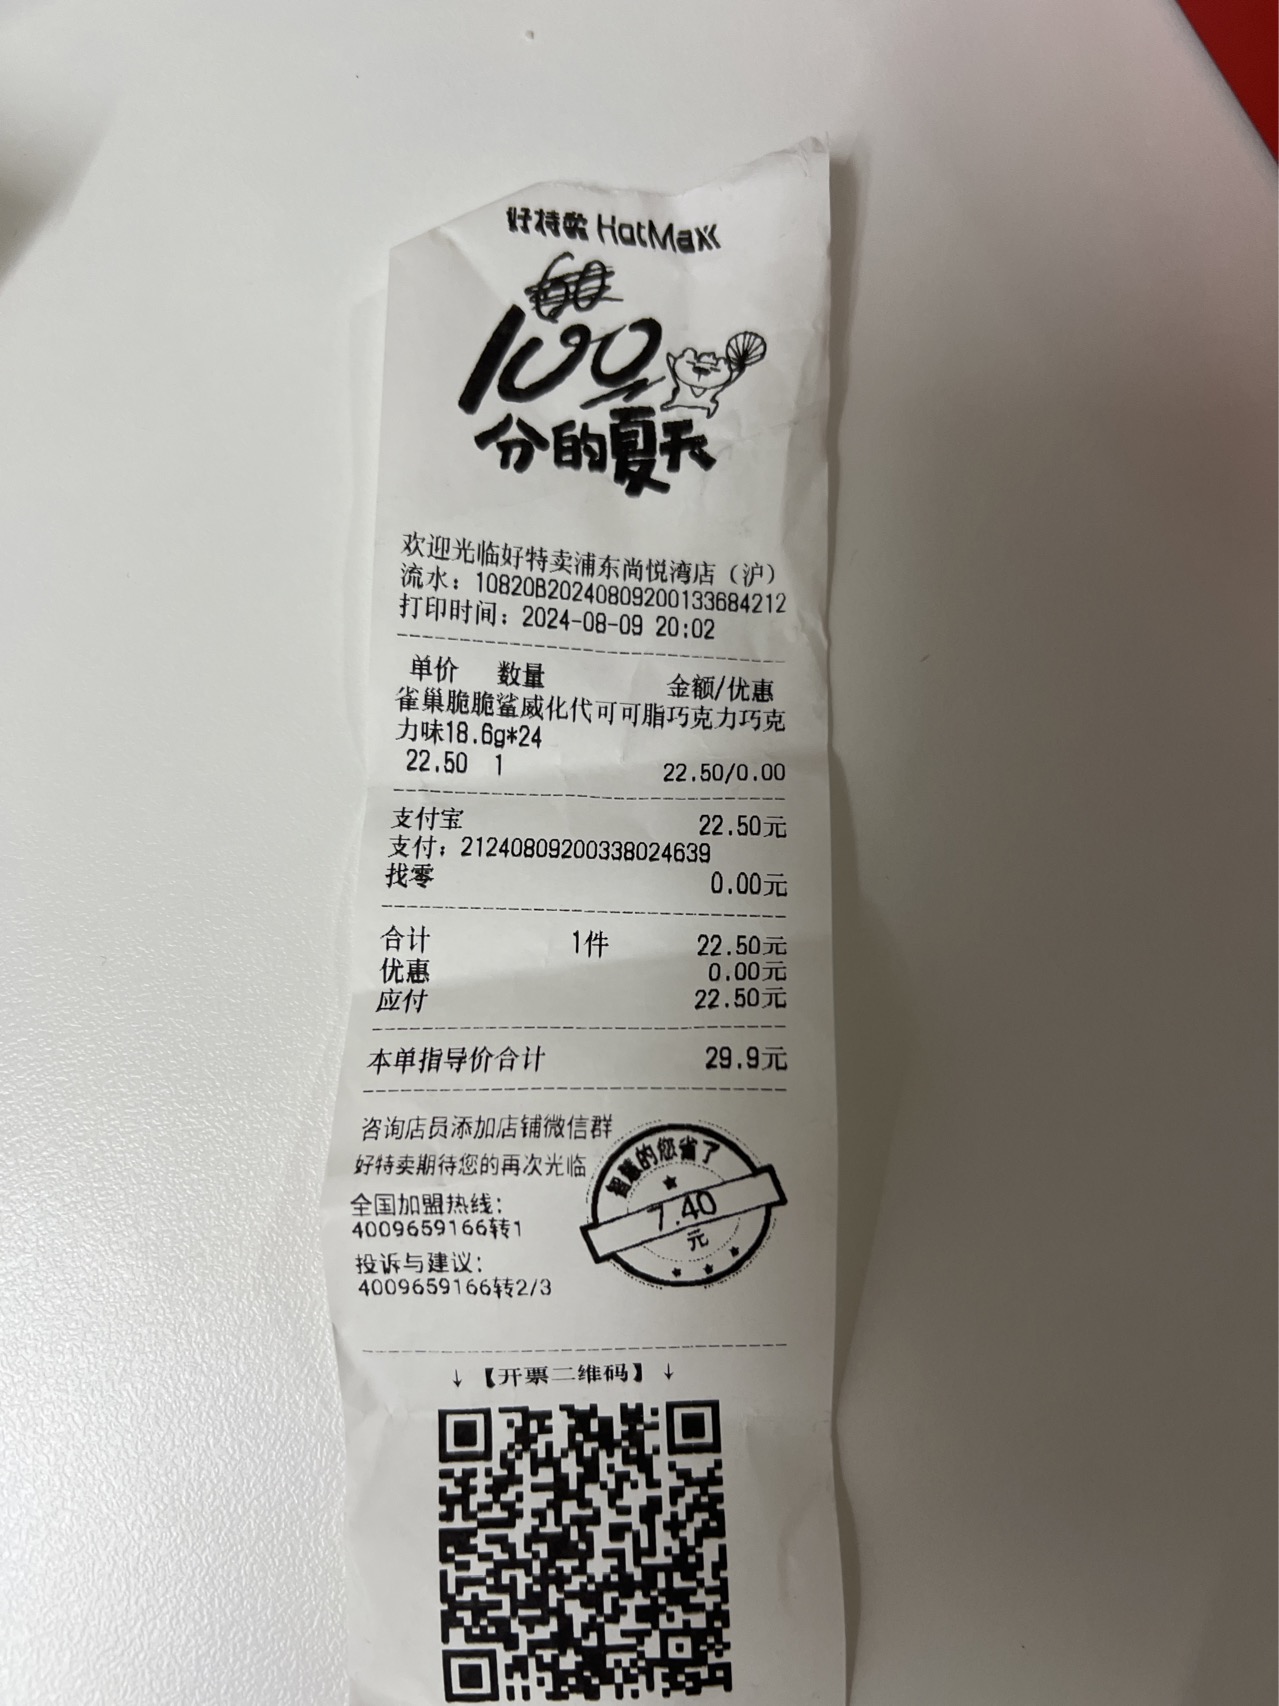 好特卖 HotMaxx
60
100
分的夏天
欢迎光临好特卖浦东尚悦湾店（沪）
流水：10820B20240809200133684212
打印时间：2024-08-09 20:02
单价 数量 金额/优惠
雀巢脆脆鲨威化代可可脂巧克力巧克
力味18.6g*24
22.50 1 22.50/0.00
支付宝 22.50元
支付：21240809200338024639
找零 0.00元
合计 1件 22.50元
优惠 0.00元
应付 22.50元
本单指导价合计 29.9元
咨询店员添加店铺微信群
好特卖期待您的再次光临
全国加盟热线：
4009659166转1
投诉与建议：
4009659166转2/3
智慧的您省了
7.40
元
↓【开票二维码】↓